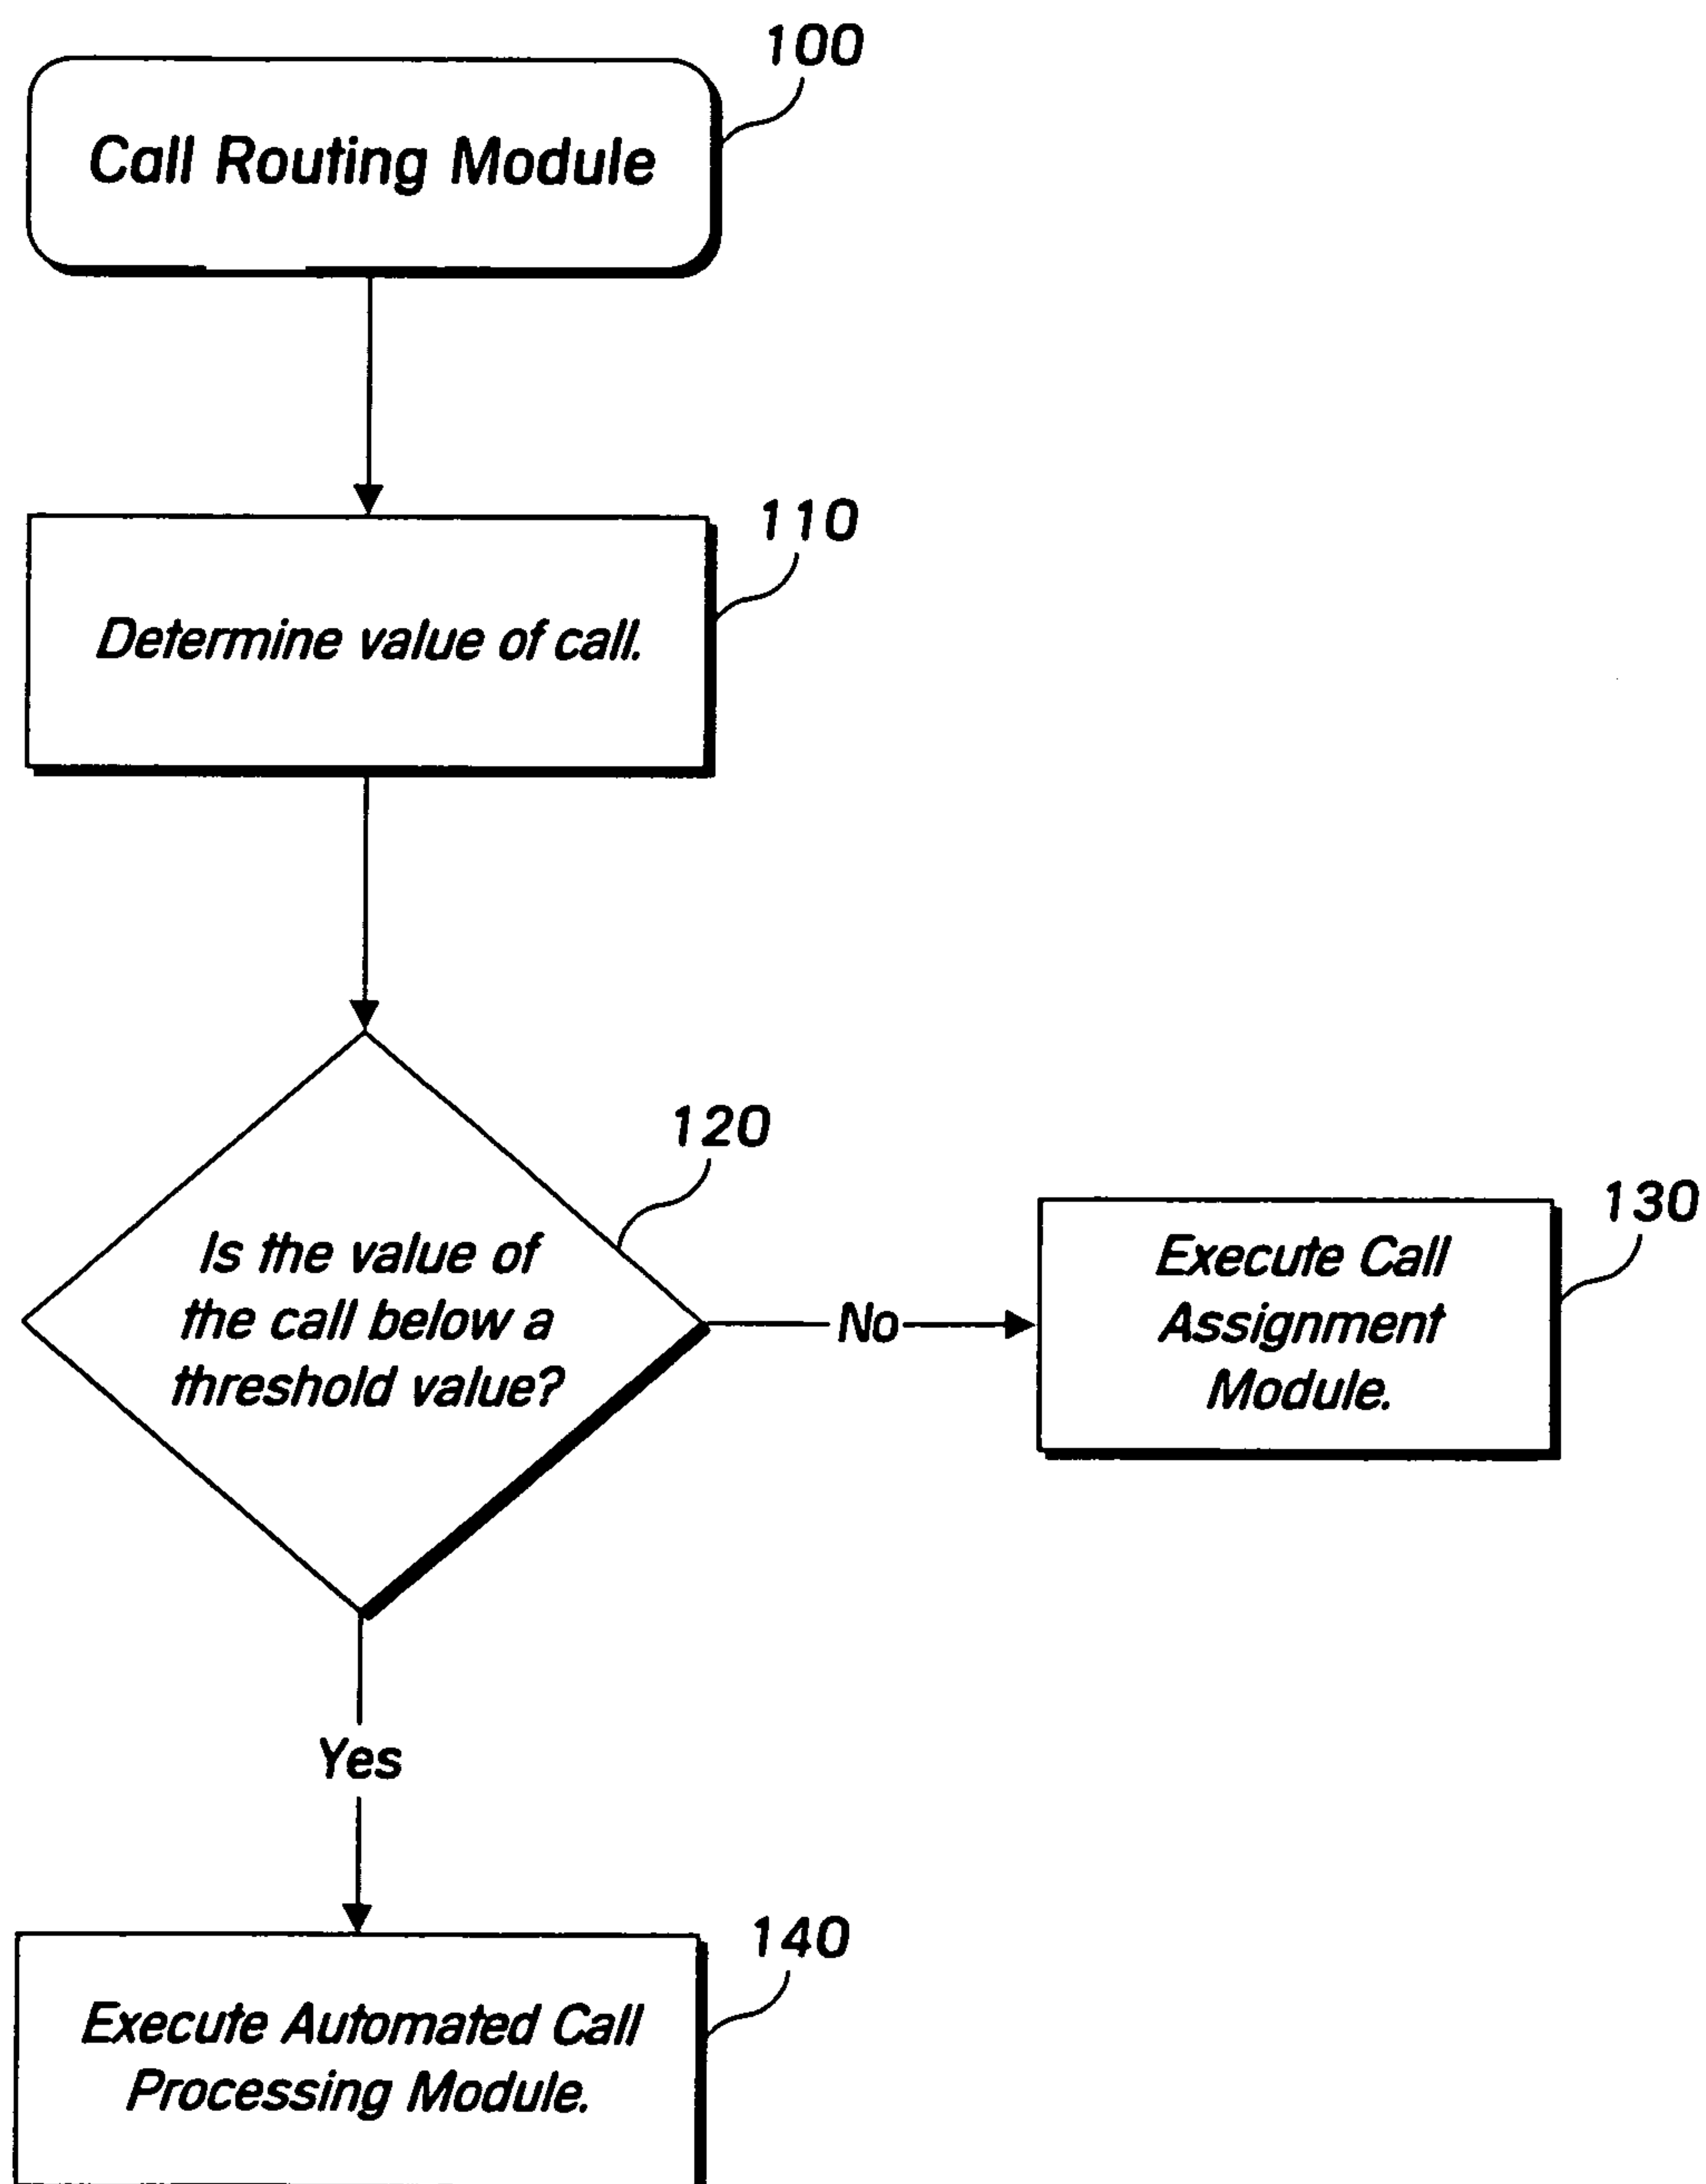 100
Call Routing Module
110
Determine value of call.
120
Is the value of
the call below a
threshold value?
No
130
Execute Call
Assignment
Module.
Yes
140
Execute Automated Call
Processing Module.